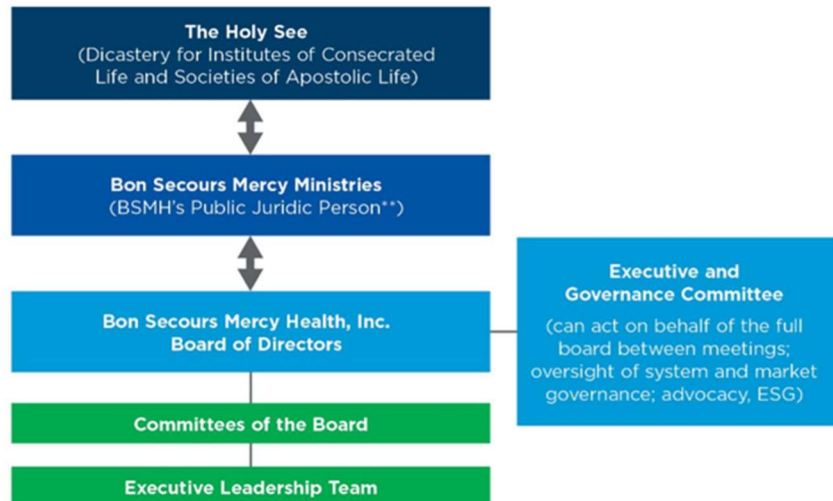 The Holy See
(Dicastery for Institutes of Consecrated
Life and Societies of Apostolic Life)
Bon Secours Mercy Ministries
(BSMH's Public Juridic Person**)
Bon Secours Mercy Health, Inc.
Board of Directors
Executive and
Governance Committee
(can act on behalf of the full
board between meetings;
oversight of system and market
governance; advocacy, ESG)
Committees of the Board
Executive Leadership Team